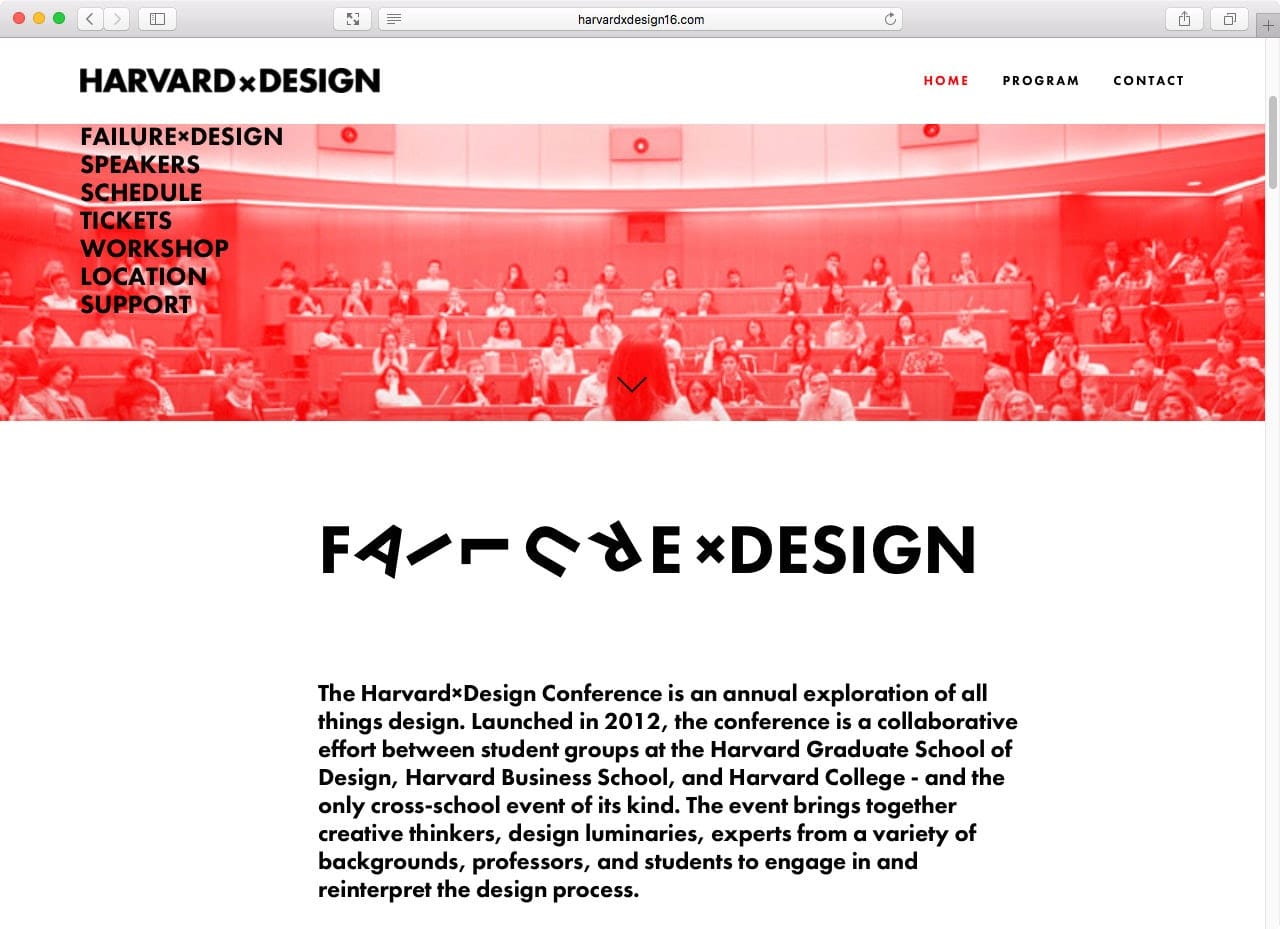 harvardxdesign16.com
HARVARD×DESIGN
HOME PROGRAM CONTACT
FAILURE×DESIGN
SPEAKERS
SCHEDULE
TICKETS
WORKSHOP
LOCATION
SUPPORT
FAILURE×DESIGN
The Harvard×Design Conference is an annual exploration of all
things design. Launched in 2012, the conference is a collaborative
effort between student groups at the Harvard Graduate School of
Design, Harvard Business School, and Harvard College - and the
only cross-school event of its kind. The event brings together
creative thinkers, design luminaries, experts from a variety of
backgrounds, professors, and students to engage in and
reinterpret the design process.